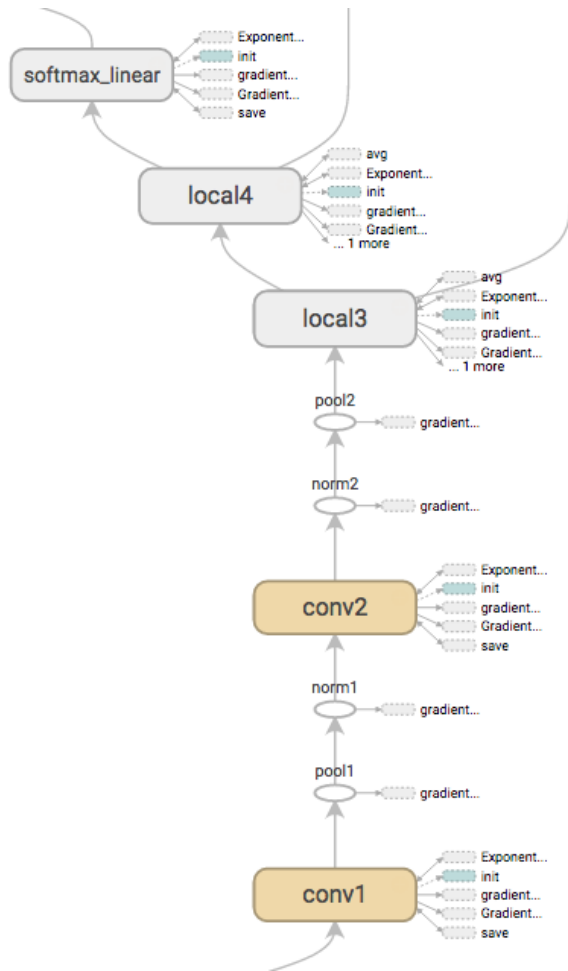 softmax_linear
Exponent...
init
gradient...
Gradient...
save
local4
avg
Exponent...
init
gradient...
Gradient...
... 1 more
local3
avg
Exponent...
init
gradient...
Gradient...
... 1 more
pool2
gradient...
norm2
gradient...
conv2
Exponent...
init
gradient...
Gradient...
save
norm1
gradient...
pool1
gradient...
conv1
Exponent...
init
gradient...
Gradient...
save